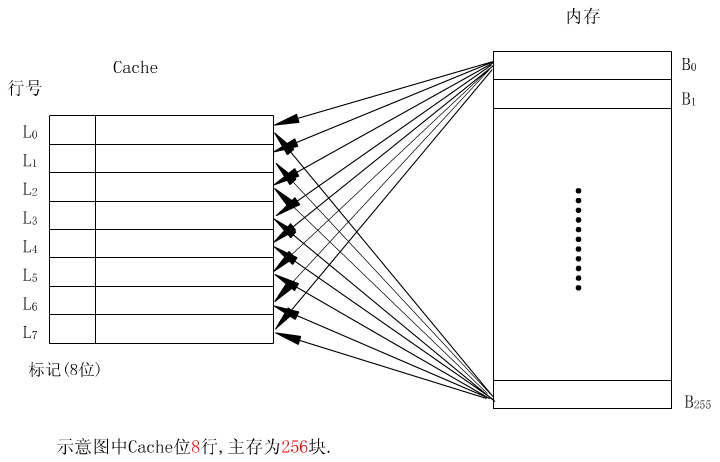 内存
Cache
行号
B0
B1
L0
L1
L2
L3
L4
L5
L6
L7
标记(8位)
B255
示意图中Cache位8行,主存为256块.